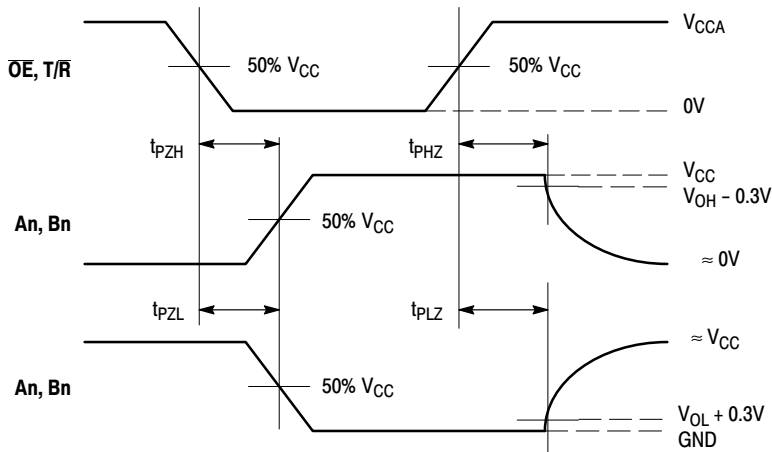 V_CCA
O̅E̅, T/R̅
50% V_CC
50% V_CC
0V
t_PZH
t_PHZ
V_CC
V_OH − 0.3V
An, Bn
50% V_CC
≈ 0V
t_PZL
t_PLZ
≈ V_CC
An, Bn
50% V_CC
V_OL + 0.3V
GND